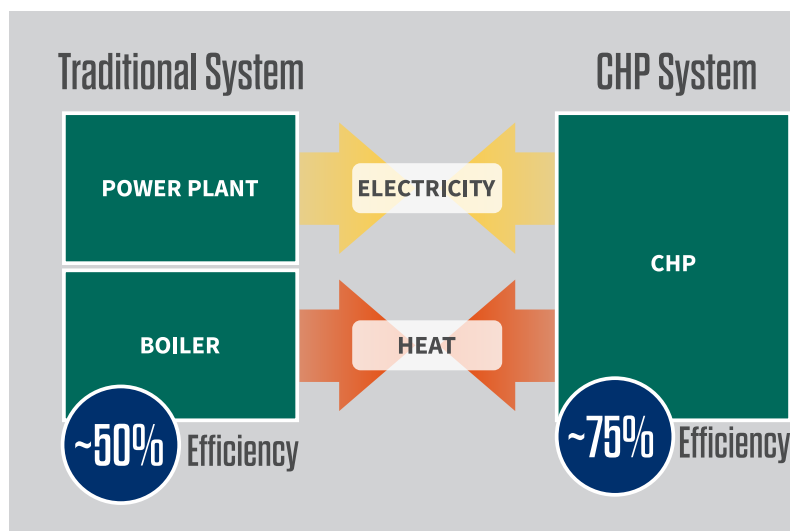 Traditional System
CHP System
POWER PLANT
ELECTRICITY
CHP
BOILER
HEAT
~50% Efficiency
~75% Efficiency